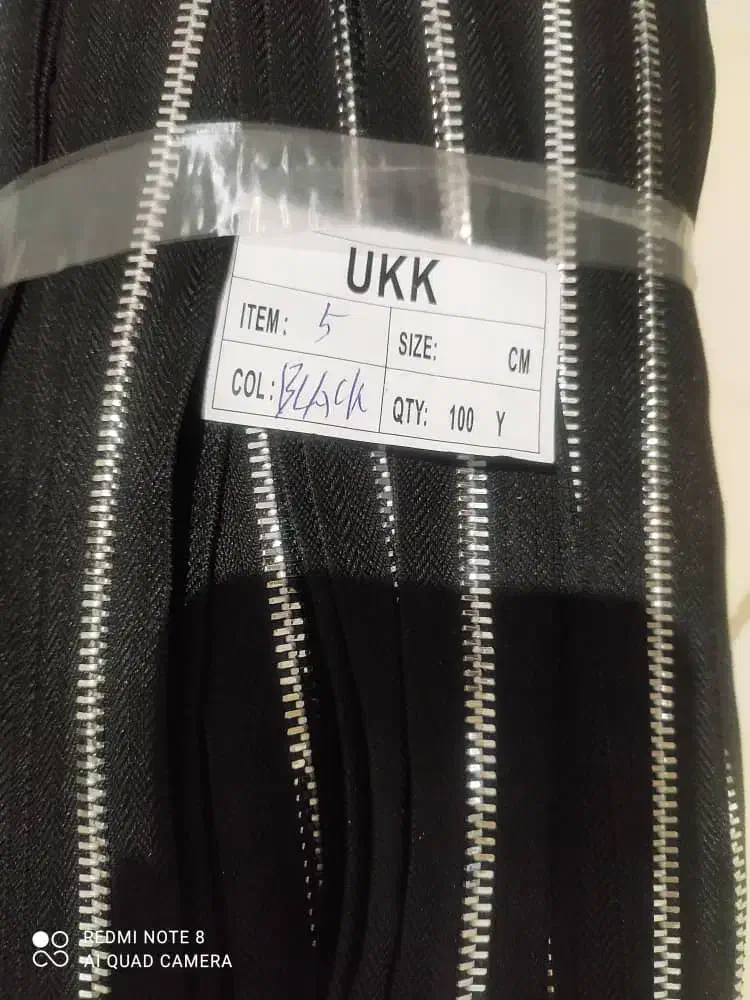 UKK
ITEM: 5 SIZE: CM
COL: BLACK QTY: 100 Y
REDMI NOTE 8
AI QUAD CAMERA